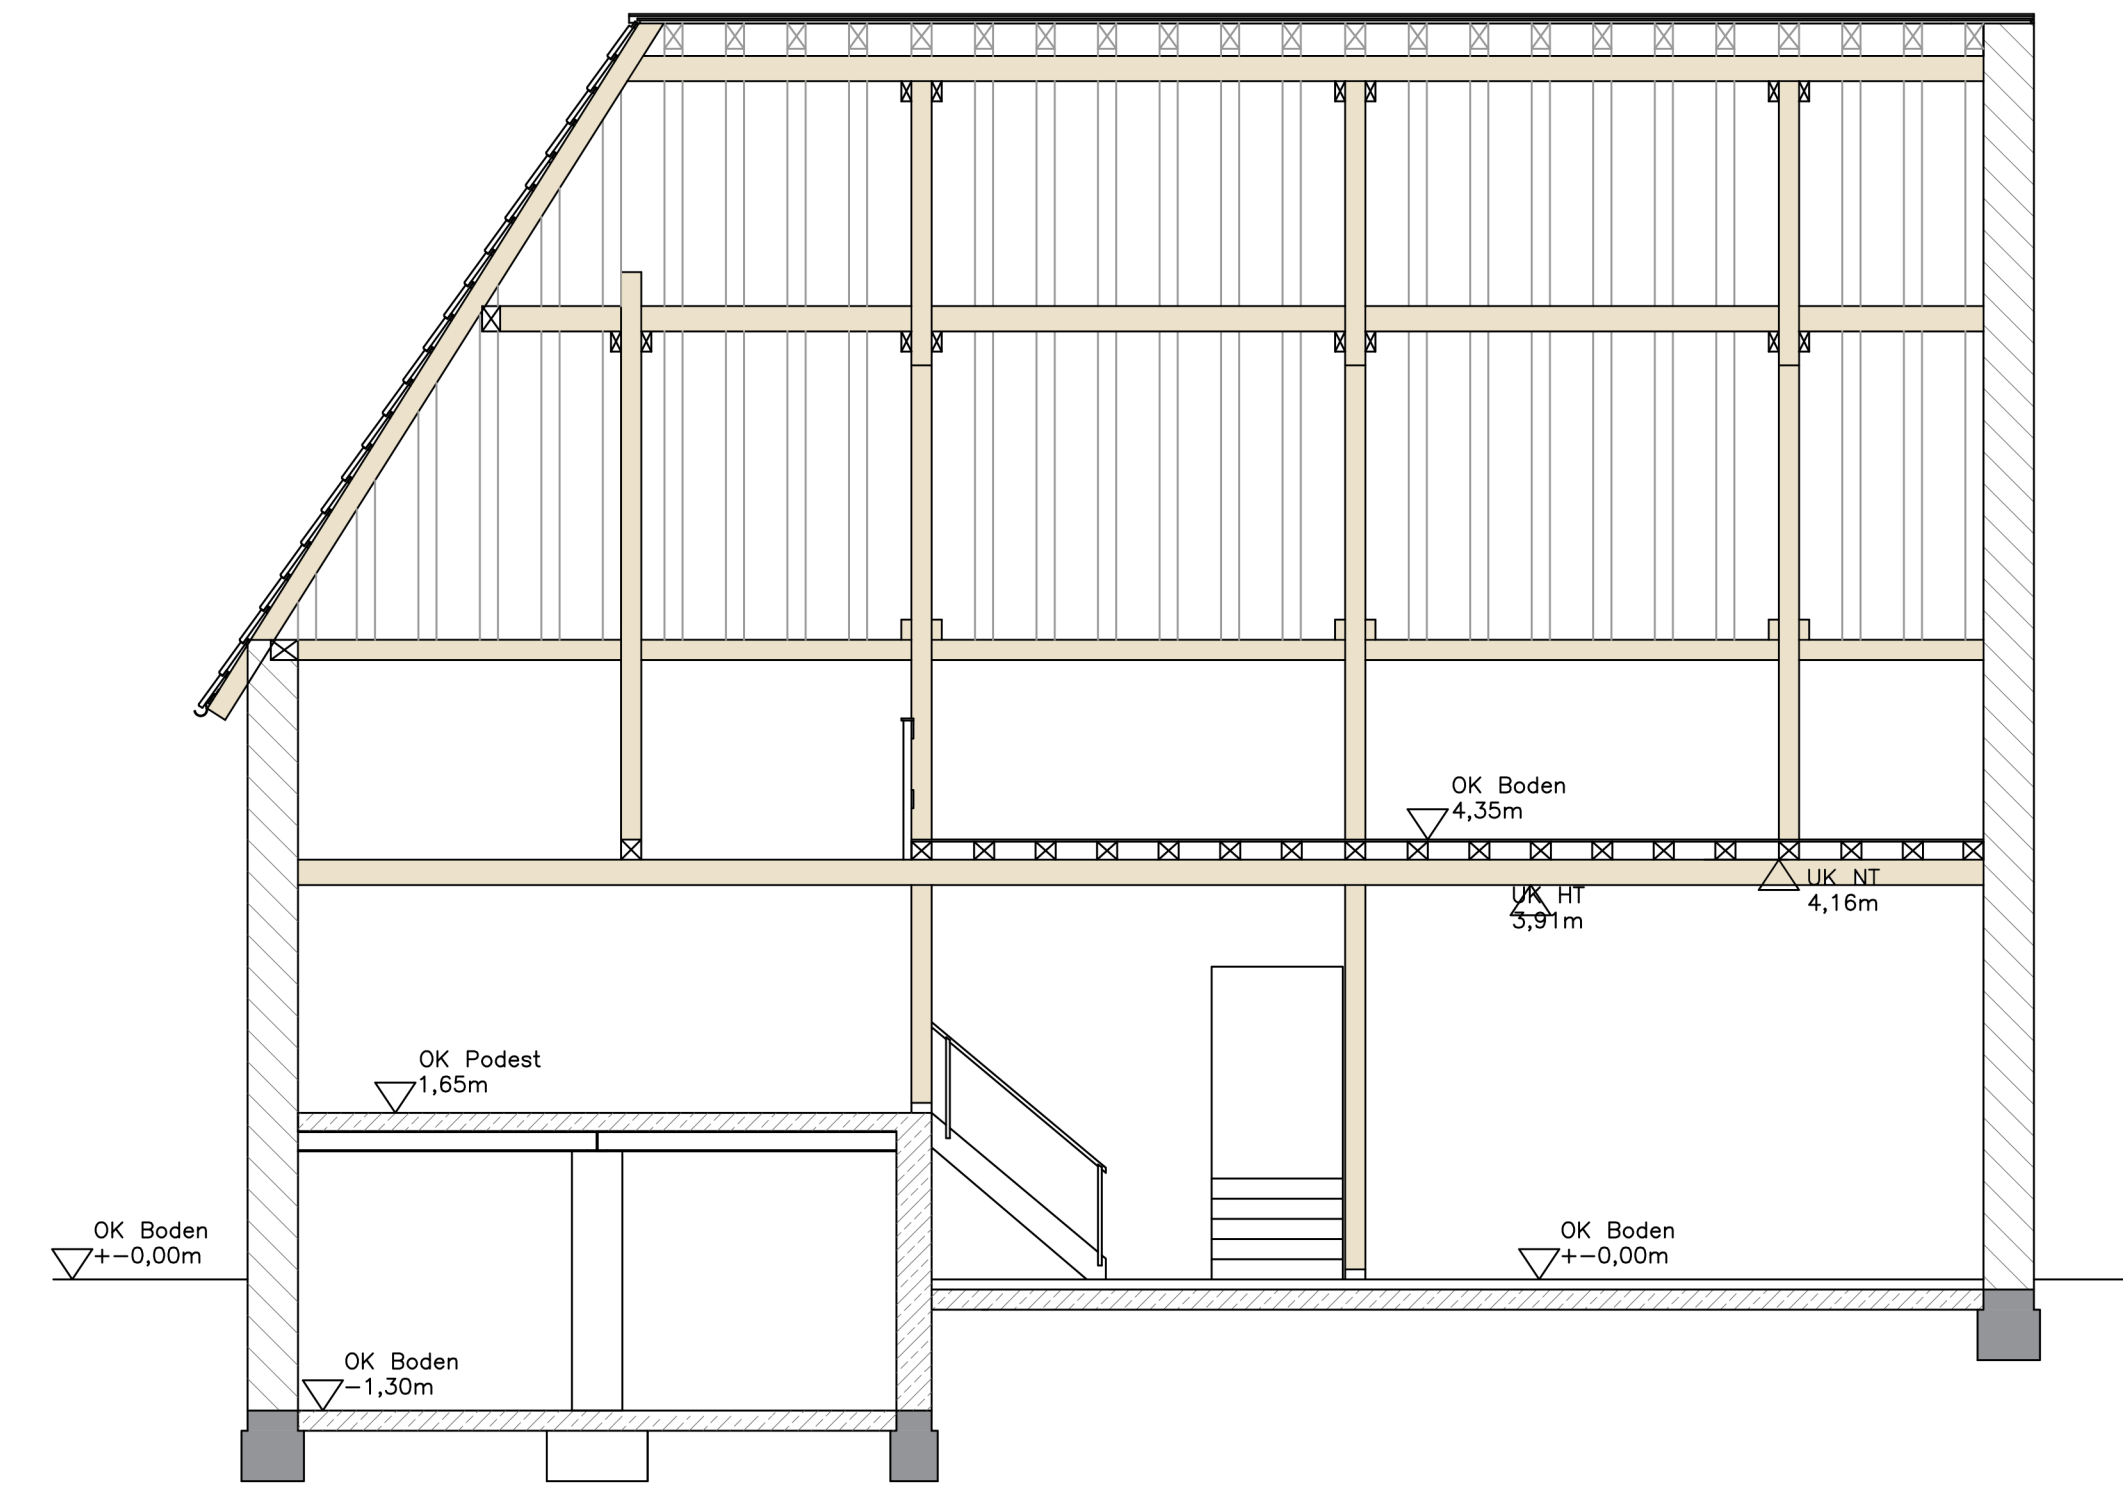 OK Boden
4,35m
UK NT
4,16m
UK HT
3,91m
OK Podest
1,65m
OK Boden
+-0,00m
OK Boden
+-0,00m
OK Boden
-1,30m